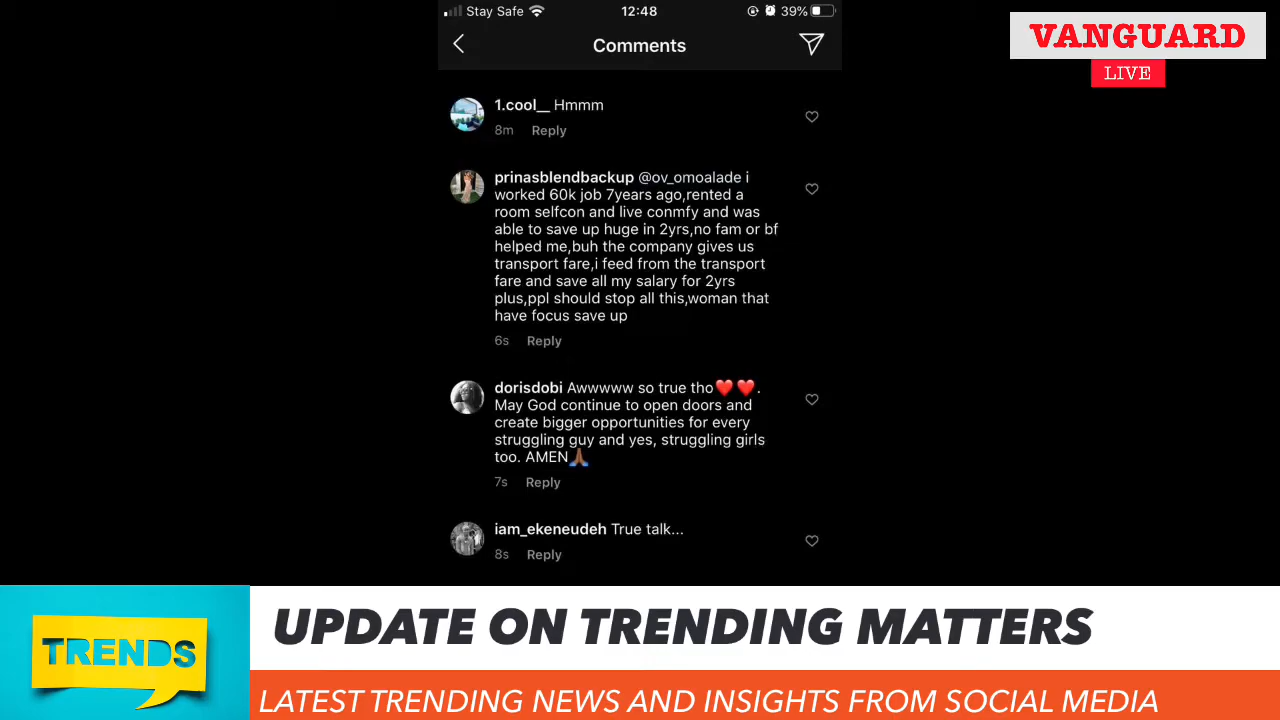 Stay Safe 12:48 39%
VANGUARD
LIVE
Comments
1.cool__ Hmmm
8m Reply
prinasblendbackup @ov_omoalade i
worked 60k job 7years ago,rented a
room selfcon and live conmfy and was
able to save up huge in 2yrs,no fam or bf
helped me,buh the company gives us
transport fare,i feed from the transport
fare and save all my salary for 2yrs
plus,ppl should stop all this,woman that
have focus save up
6s Reply
dorisdobi Awwwww so true tho❤️❤️.
May God continue to open doors and
create bigger opportunities for every
struggling guy and yes, struggling girls
too. AMEN🙏🏾
7s Reply
iam_ekeneudeh True talk...
8s Reply
TRENDS
UPDATE ON TRENDING MATTERS
LATEST TRENDING NEWS AND INSIGHTS FROM SOCIAL MEDIA